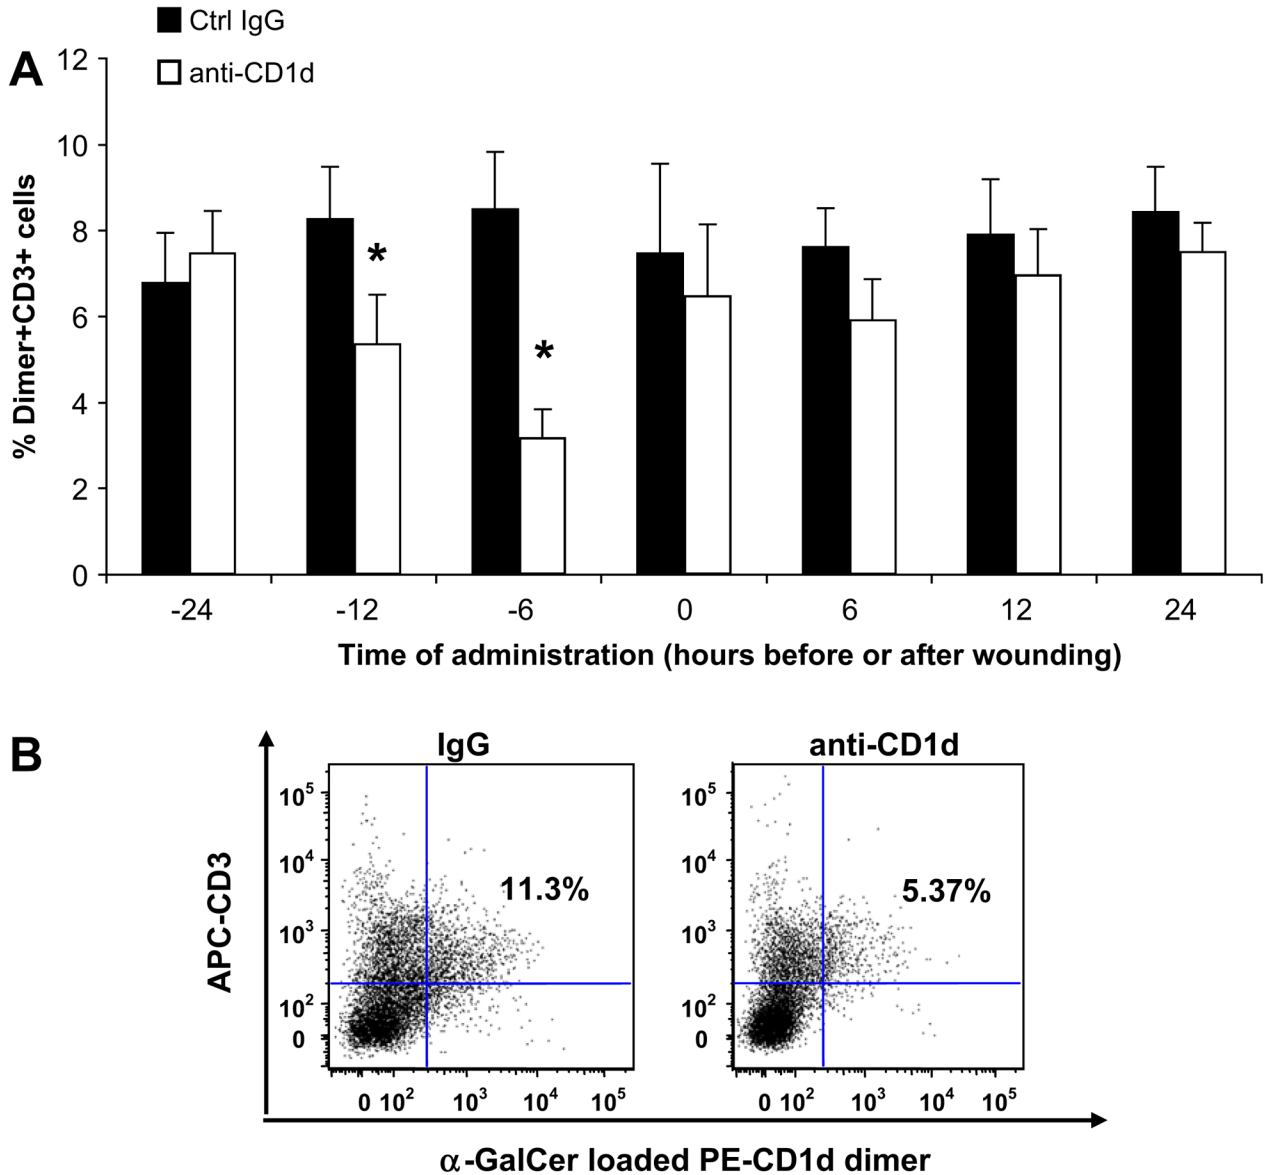 Ctrl IgG
anti-CD1d
A
% Dimer+CD3+ cells
12
10
8
6
4
2
0
-24 -12 -6 0 6 12 24
Time of administration (hours before or after wounding)
*
*
B
IgG anti-CD1d
APC-CD3
10⁵
10⁴
10³
10²
0
11.3%
0 10² 10³ 10⁴ 10⁵
10⁵
10⁴
10³
10²
0
5.37%
0 10² 10³ 10⁴ 10⁵
α-GalCer loaded PE-CD1d dimer